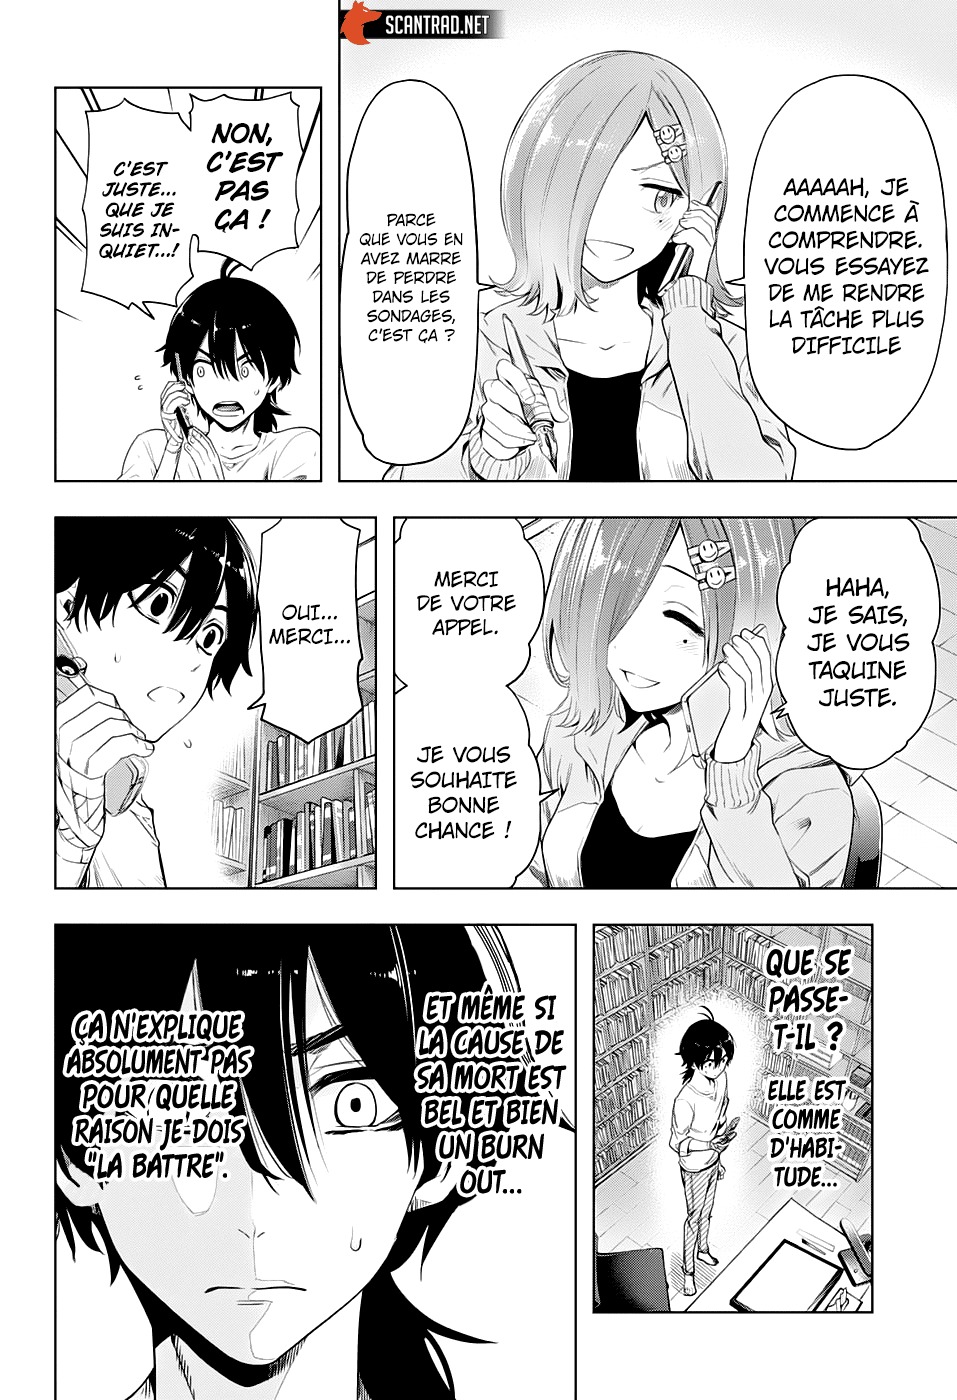 SCANTRAD.NET
AAAAAH, JE
COMMENCE À
COMPRENDRE.
VOUS ESSAYEZ
DE ME RENDRE
LA TÂCHE PLUS
DIFFICILE
PARCE
QUE VOUS EN
AVEZ MARRE
DE PERDRE
DANS LES
SONDAGES,
C'EST ÇA ?
NON,
C'EST
PAS
ÇA !
C'EST
JUSTE...
QUE JE
SUIS IN-
QUIET...!
HAHA,
JE SAIS,
JE VOUS
TAQUINE
JUSTE.
MERCI
DE VOTRE
APPEL.
JE VOUS
SOUHAITE
BONNE
CHANCE !
OUI...
MERCI...
QUE SE
PASSE-
T-IL ?
ELLE EST
COMME
D'HABI-
TUDE...
ET MÊME SI
LA CAUSE DE
SA MORT EST
BEL ET BIEN
UN BURN
OUT...
ÇA N'EXPLIQUE
ABSOLUMENT PAS
POUR QUELLE
RAISON JE-DOIS
"LA BATTRE".